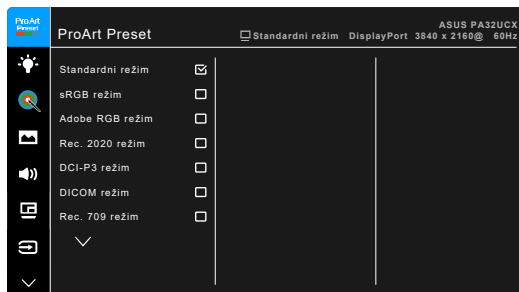 ProArt
Preset
ProArt Preset
ASUS PA32UCX
Standardni režim DisplayPort 3840 x 2160@ 60Hz
Standardni režim
sRGB režim
Adobe RGB režim
Rec. 2020 režim
DCI-P3 režim
DICOM režim
Rec. 709 režim